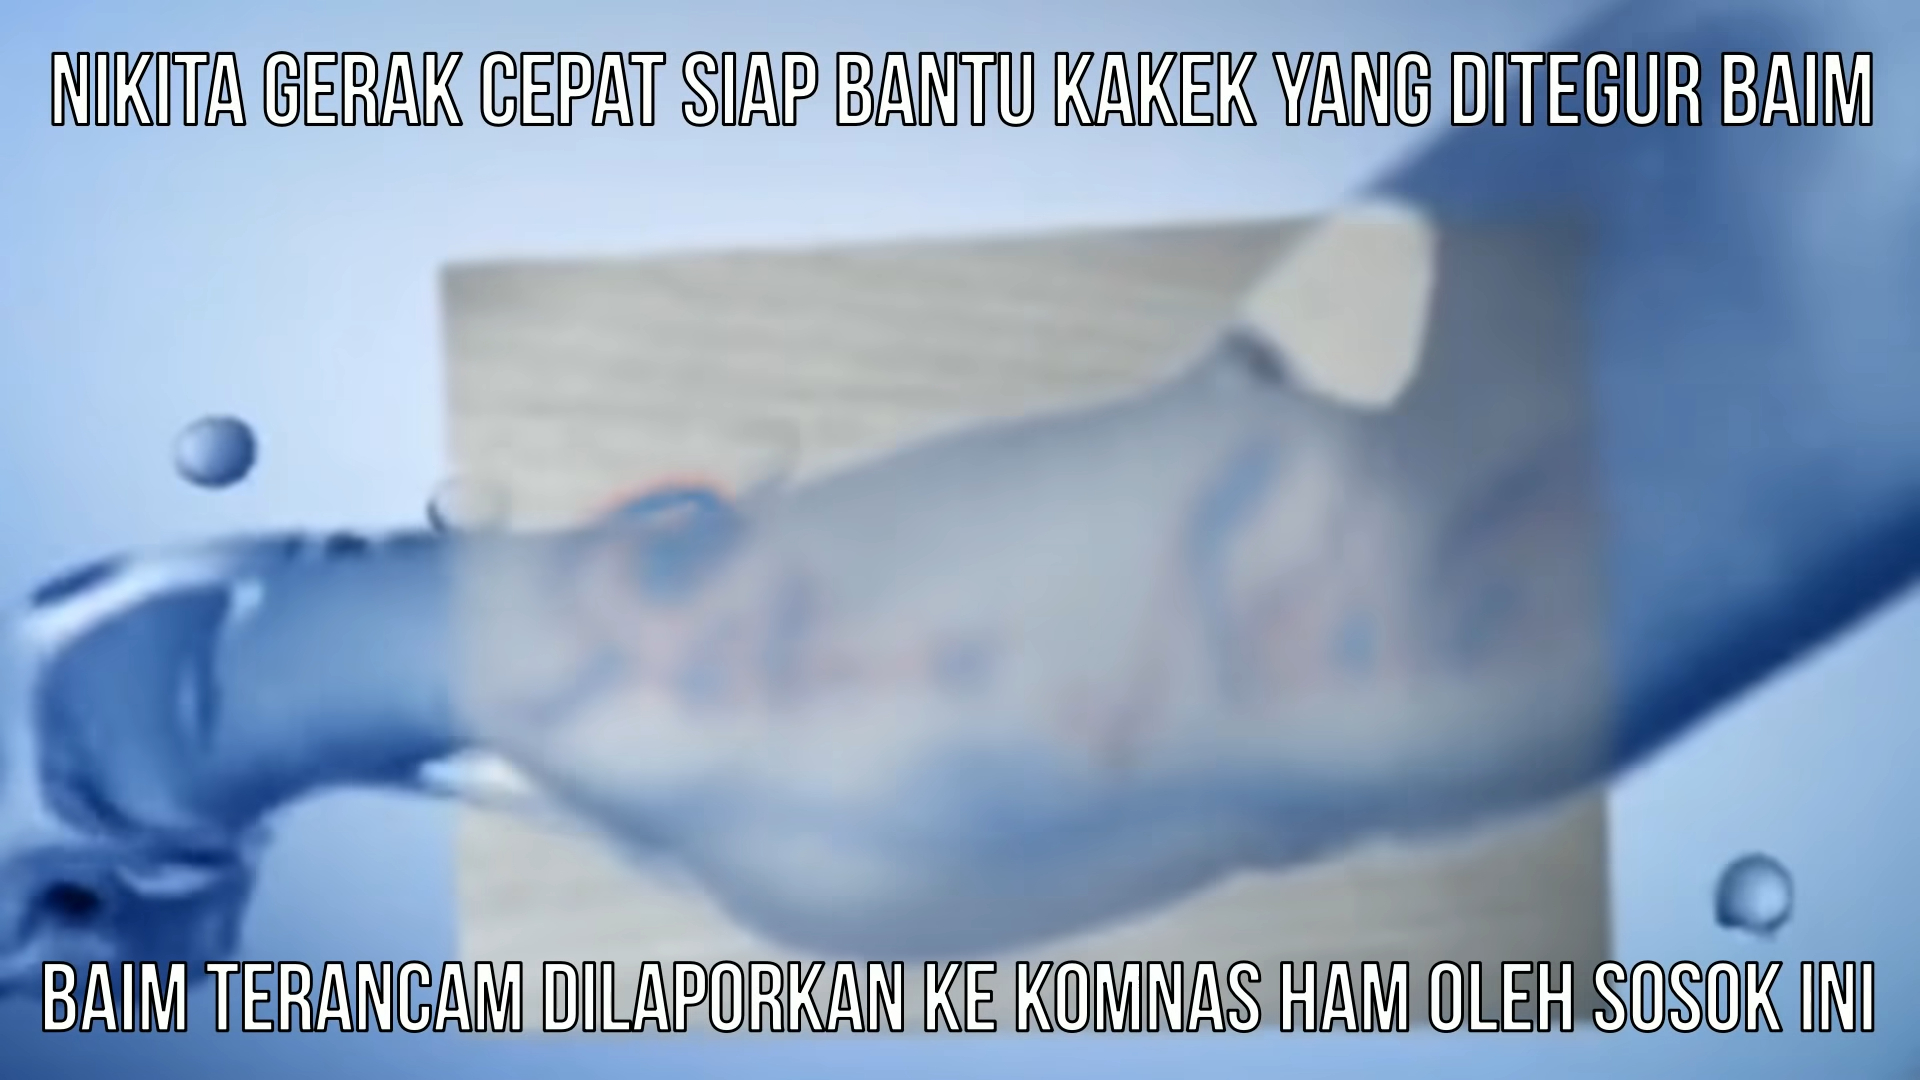 NIKITA GERAK CEPAT SIAP BANTU KAKEK YANG DITEGUR BAIM
BAIM TERANCAM DILAPORKAN KE KOMNAS HAM OLEH SOSOK INI